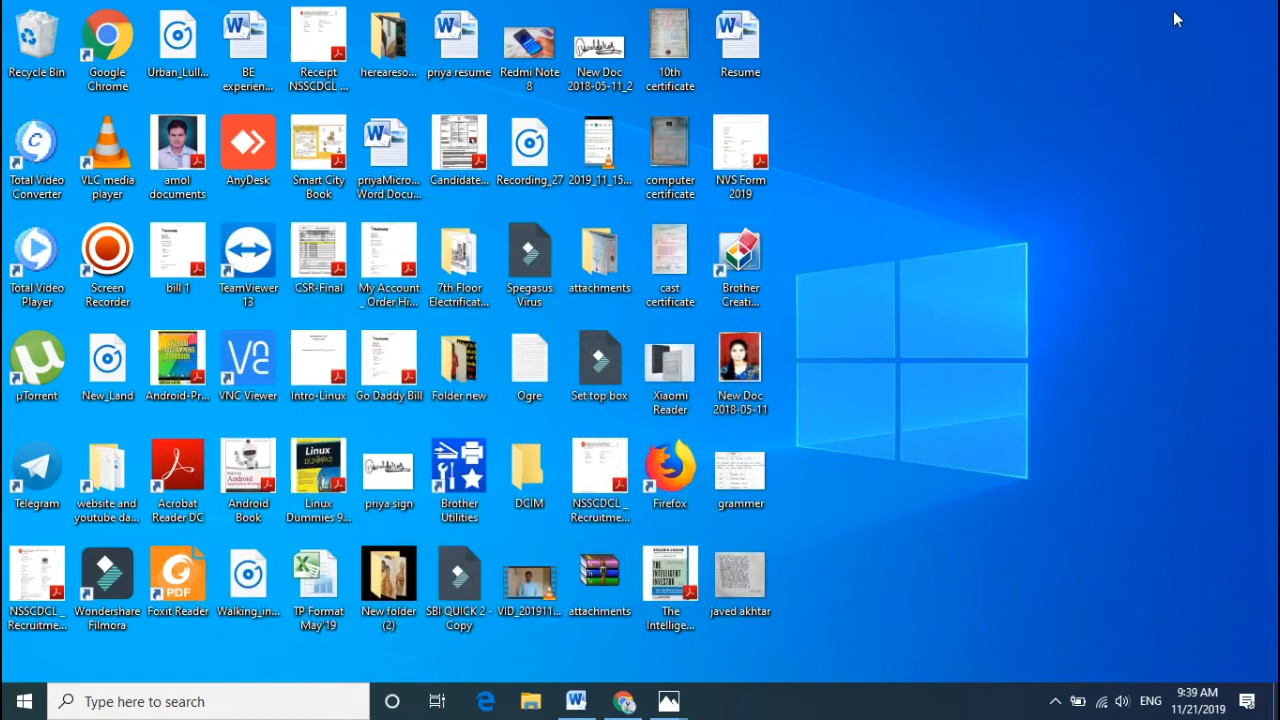 Recycle Bin
Google
Chrome
Urban_Lull...
BE
experien...
Receipt
NSSCDCL ...
hereareso...
priya resume
Redmi Note
8
New Doc
2018-05-11_2
10th
certificate
Resume
Total Video
Converter
VLC media
player
amol
documents
AnyDesk
Smart City
Book
priyaMicro...
Word Docu...
Candidate...
Recording_27
2019_11_15...
computer
certificate
NVS Form
2019
Total Video
Player
Screen
Recorder
bill 1
TeamViewer
13
CSR-Final
My Account
_ Order Hi...
7th Floor
Electrificat...
Spegasus
Virus
attachments
cast
certificate
Brother
Creati...
µTorrent
New_Land
Android-Pr...
VNC Viewer
Intro-Linux
Go Daddy Bill
Folder new
Ogre
Set top box
Xiaomi
Reader
New Doc
2018-05-11
Telegram
website and
youtube da...
Acrobat
Reader DC
Android
Book
Linux
Dummies 9...
priya sign
Brother
Utilities
DCIM
NSSCDCL _
Recruitme...
Firefox
grammer
NSSCDCL _
Recruitme...
Wondershare
Filmora
PDF
Foxit Reader
Walking_in...
TP Format
May'19
New folder
(2)
SBI QUICK 2 -
Copy
VID_201911...
attachments
THE
INTELLIGENT
INVESTOR
The
Intellige...
javed akhtar
Type here to search
ENG
9:39 AM
11/21/2019